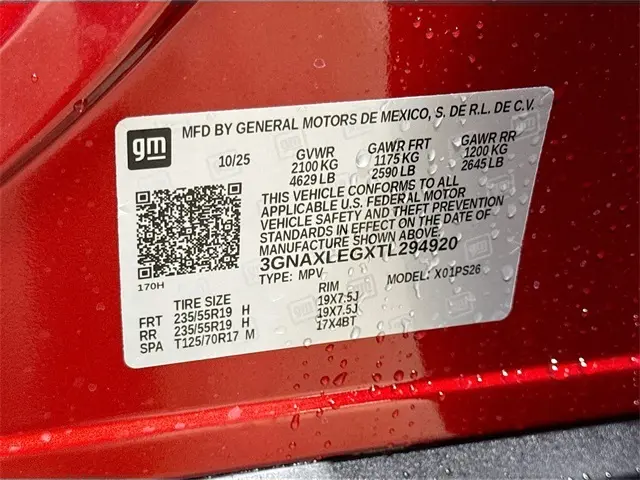 gm
MFD BY GENERAL MOTORS DE MEXICO, S. DE R.L. DE C.V.
10/25 GVWR GAWR FRT GAWR RR
2100 KG 1175 KG 1200 KG
4629 LB 2590 LB 2645 LB
THIS VEHICLE CONFORMS TO ALL
APPLICABLE U.S. FEDERAL MOTOR
VEHICLE SAFETY AND THEFT PREVENTION
STANDARDS IN EFFECT ON THE DATE OF
MANUFACTURE SHOWN ABOVE.
3GNAXLEGXTL294920
170H TYPE: MPV MODEL: X01PS26
TIRE SIZE RIM
FRT 235/55R19 H 19X7.5J
RR 235/55R19 H 19X7.5J
SPA T125/70R17 M 17X4BT